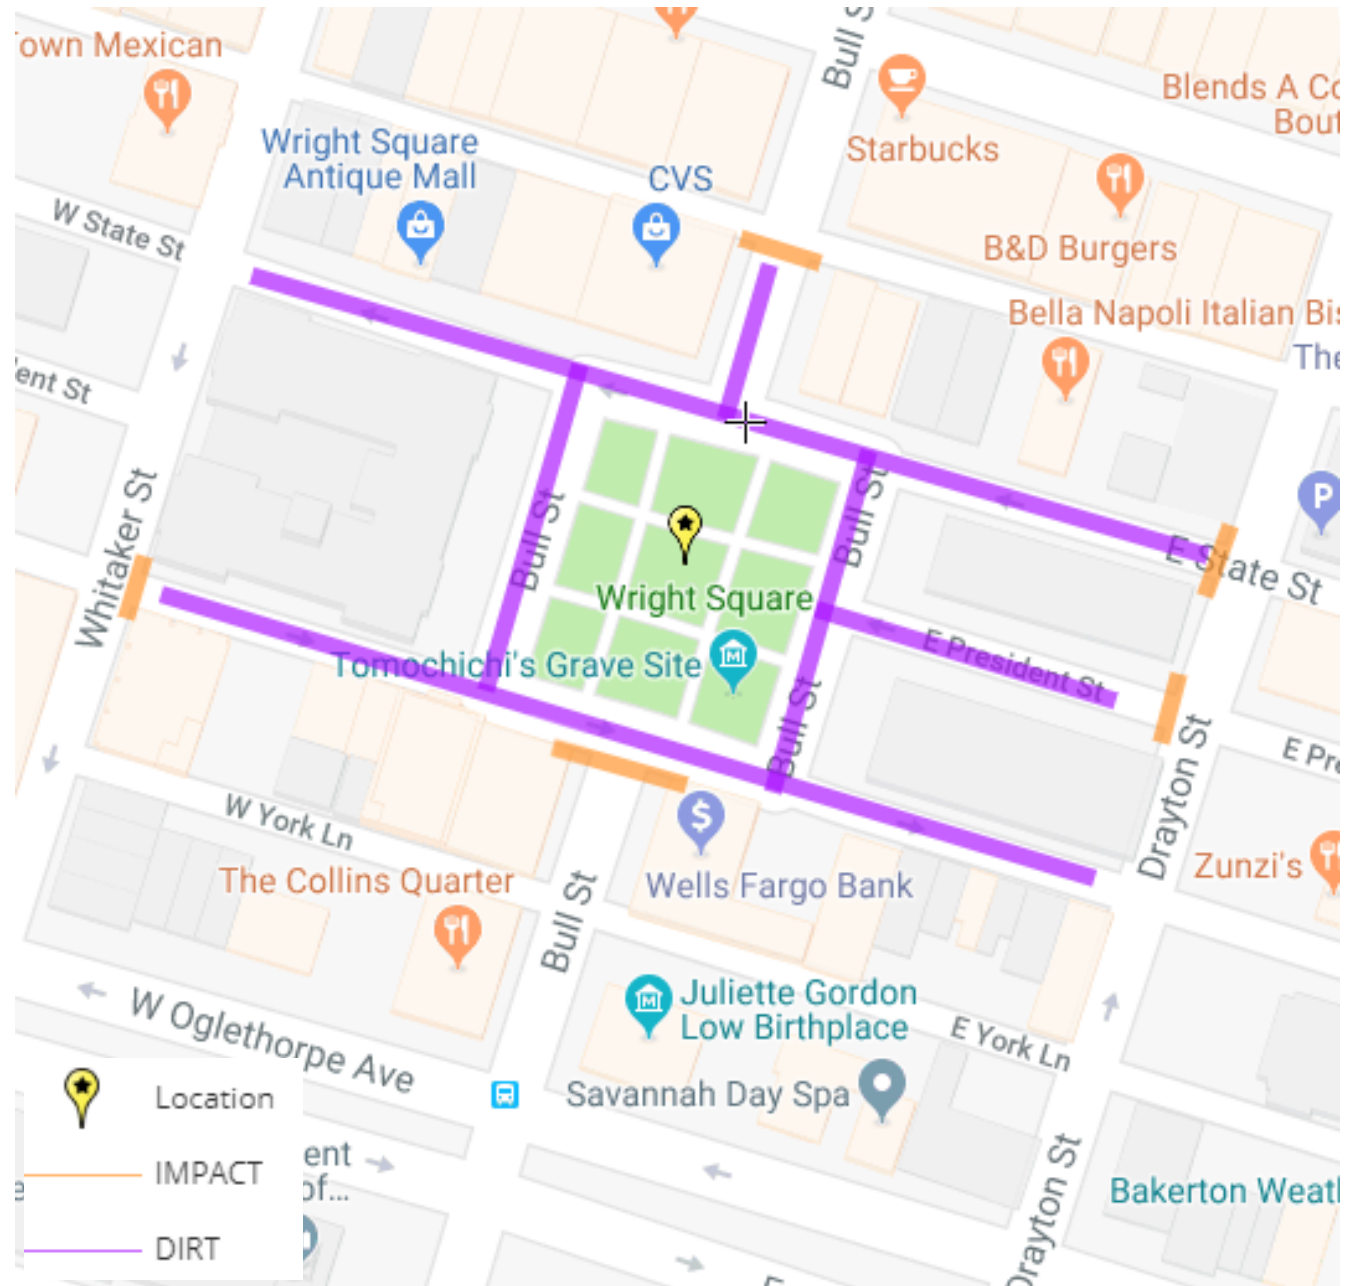 own Mexican
Bull S
Blends A Co
Bout
Wright Square
Antique Mall
CVS
Starbucks
W State St
B&D Burgers
Bella Napoli Italian Bis
The
ent St
Whitaker St
Bull St
Bull St
E State St
Wright Square
E President St
Tomochichi's Grave Site
Bull St
Drayton St
E Pre
W York Ln
Zunzi's
The Collins Quarter
Wells Fargo Bank
Bull St
Juliette Gordon
Low Birthplace
W Oglethorpe Ave
E York Ln
Savannah Day Spa
Location
ent
of...
IMPACT
Drayton St
Bakerton Weath
DIRT